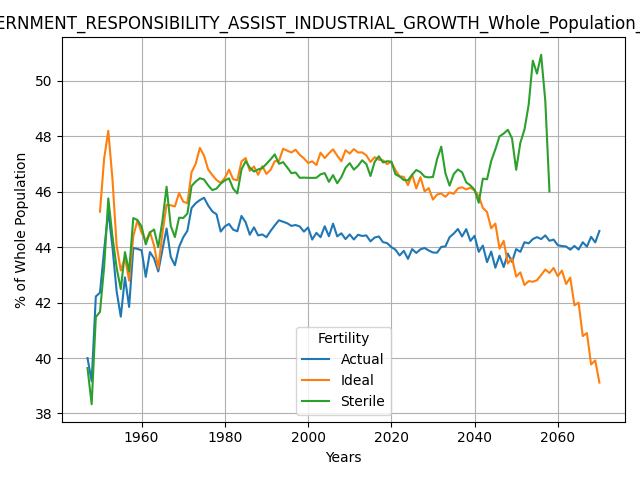 ERNMENT_RESPONSIBILITY_ASSIST_INDUSTRIAL_GROWTH_Whole_Population_
50
48
46
44
42
40
38
% of Whole Population
Fertility
Actual
Ideal
Sterile
1960 1980 2000 2020 2040 2060
Years